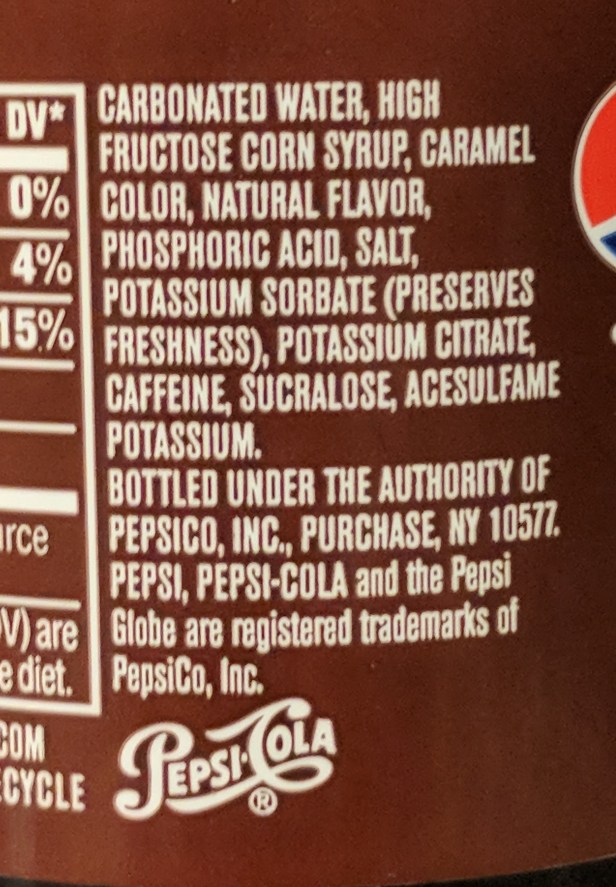 DV*
0%
4%
15%
are
diet.
CARBONATED WATER, HIGH
FRUCTOSE CORN SYRUP, CARAMEL
COLOR, NATURAL FLAVOR,
PHOSPHORIC ACID, SALT,
POTASSIUM SORBATE (PRESERVES
FRESHNESS), POTASSIUM CITRATE,
CAFFEINE, SUCRALOSE, ACESULFAME
POTASSIUM.
BOTTLED UNDER THE AUTHORITY OF
PEPSICO, INC., PURCHASE, NY 10577.
PEPSI, PEPSI-COLA and the Pepsi
Globe are registered trademarks of
PepsiCo, Inc.
PEPSI-COLA
®